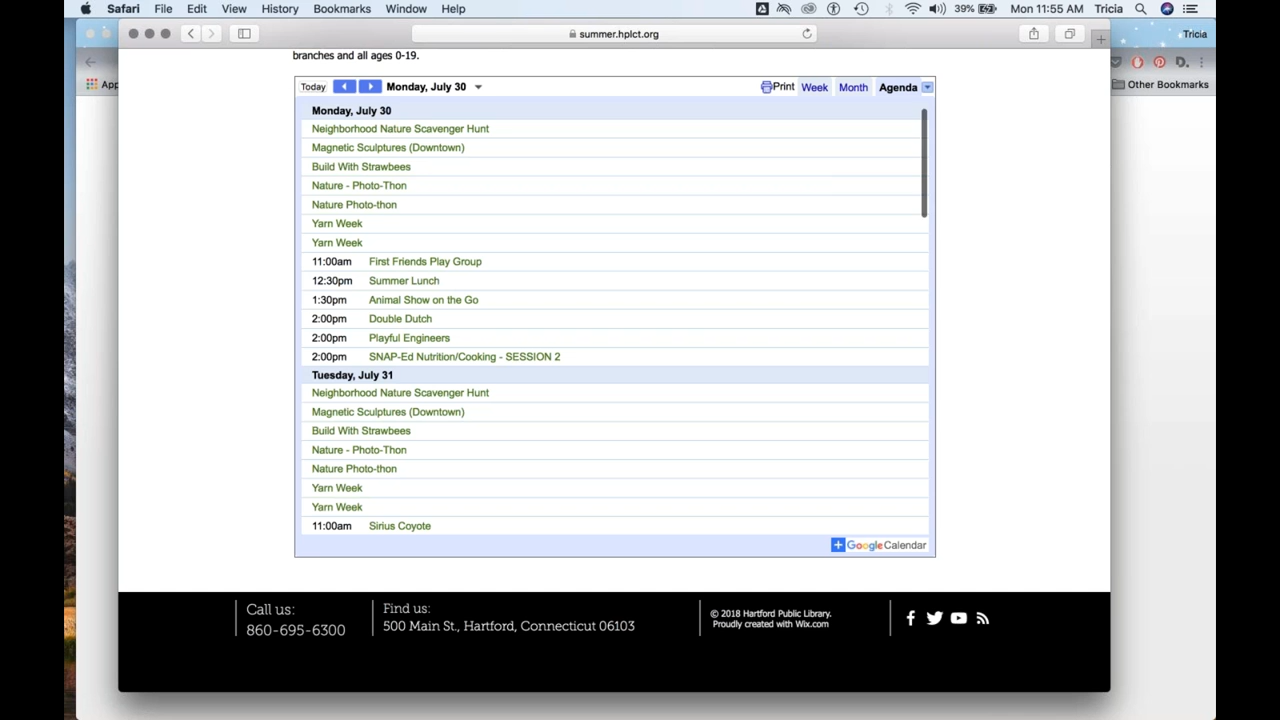 Safari File Edit View History Bookmarks Window Help 39% Mon 11:55 AM Tricia
summer.hplct.org
Tricia
App
Other Bookmarks
branches and all ages 0-19.
Today Monday, July 30 Print Week Month Agenda
Monday, July 30
Neighborhood Nature Scavenger Hunt
Magnetic Sculptures (Downtown)
Build With Strawbees
Nature - Photo-Thon
Nature Photo-thon
Yarn Week
Yarn Week
11:00am First Friends Play Group
12:30pm Summer Lunch
1:30pm Animal Show on the Go
2:00pm Double Dutch
2:00pm Playful Engineers
2:00pm SNAP-Ed Nutrition/Cooking - SESSION 2
Tuesday, July 31
Neighborhood Nature Scavenger Hunt
Magnetic Sculptures (Downtown)
Build With Strawbees
Nature - Photo-Thon
Nature Photo-thon
Yarn Week
Yarn Week
11:00am Sirius Coyote
+ Google Calendar
Call us:
860-695-6300
Find us:
500 Main St., Hartford, Connecticut 06103
© 2018 Hartford Public Library.
Proudly created with Wix.com